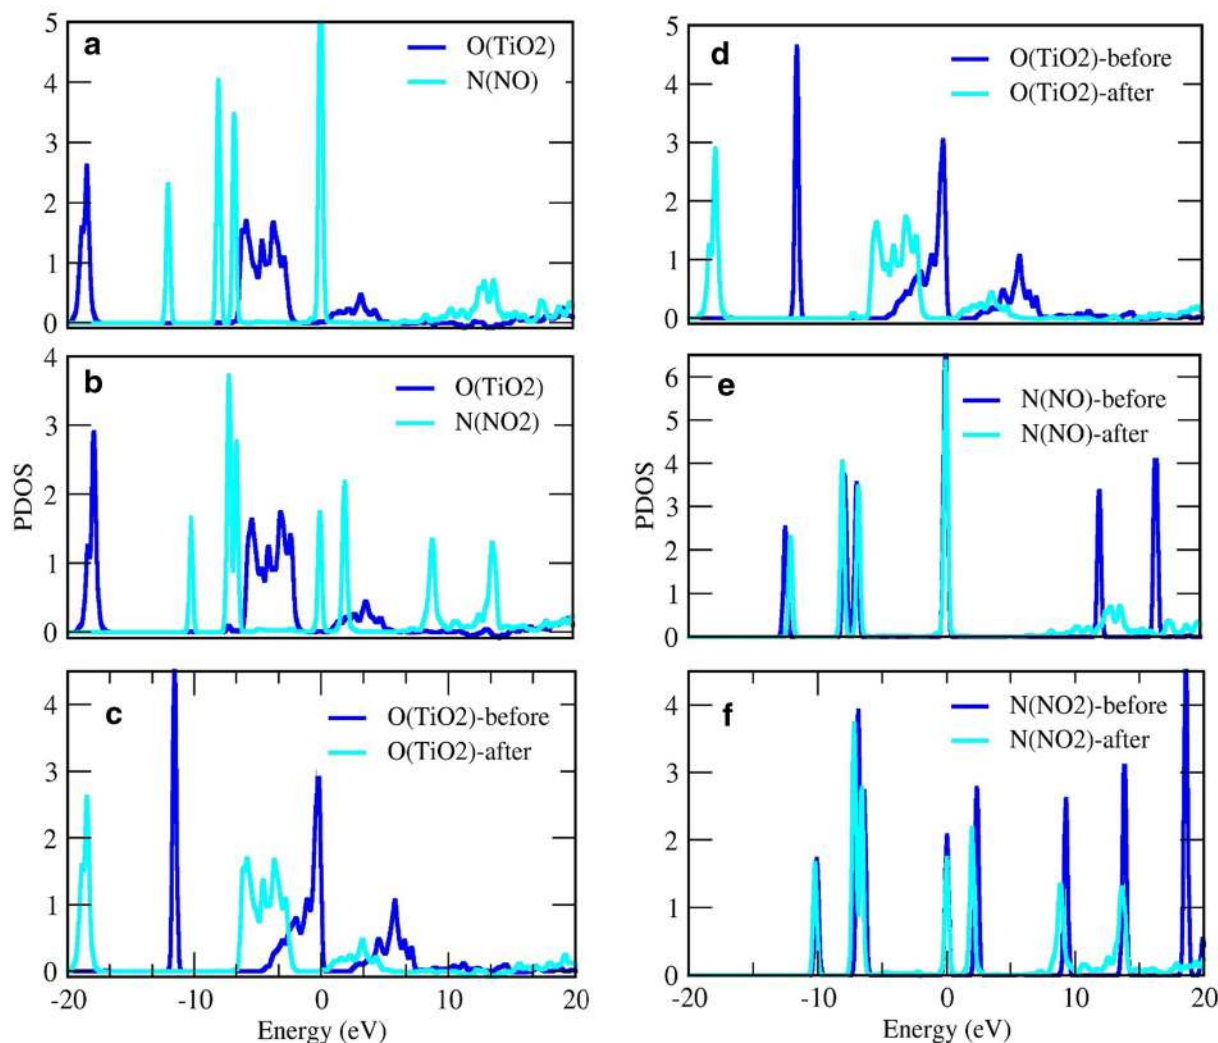 a
O(TiO2)
N(NO)
5
4
3
2
1
0
b
O(TiO2)
N(NO2)
4
3
2
1
0
PDOS
c
O(TiO2)-before
O(TiO2)-after
4
3
2
1
0
-20 -10 0 10 20
Energy (eV)
d
O(TiO2)-before
O(TiO2)-after
5
4
3
2
1
0
e
N(NO)-before
N(NO)-after
6
5
4
3
2
1
0
PDOS
f
N(NO2)-before
N(NO2)-after
4
3
2
1
0
-20 -10 0 10 20
Energy (eV)